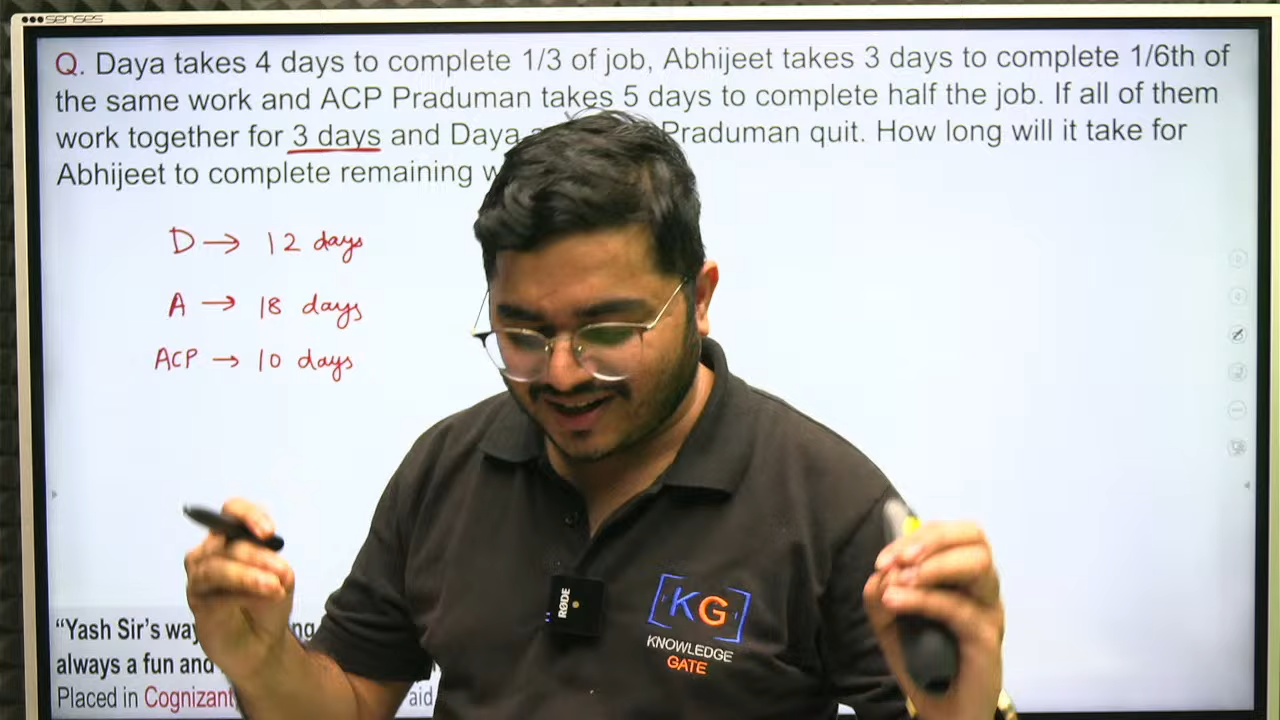 senses
Q. Daya takes 4 days to complete 1/3 of job, Abhijeet takes 3 days to complete 1/6th of
the same work and ACP Praduman takes 5 days to complete half the job. If all of them
work together for 3 days and Daya Praduman quit. How long will it take for
Abhijeet to complete remaining
D → 12 days
A → 18 days
ACP → 10 days
RØDE
KG
KNOWLEDGE
GATE
“Yash Sir’s
always a fun and
Placed in Cognizant